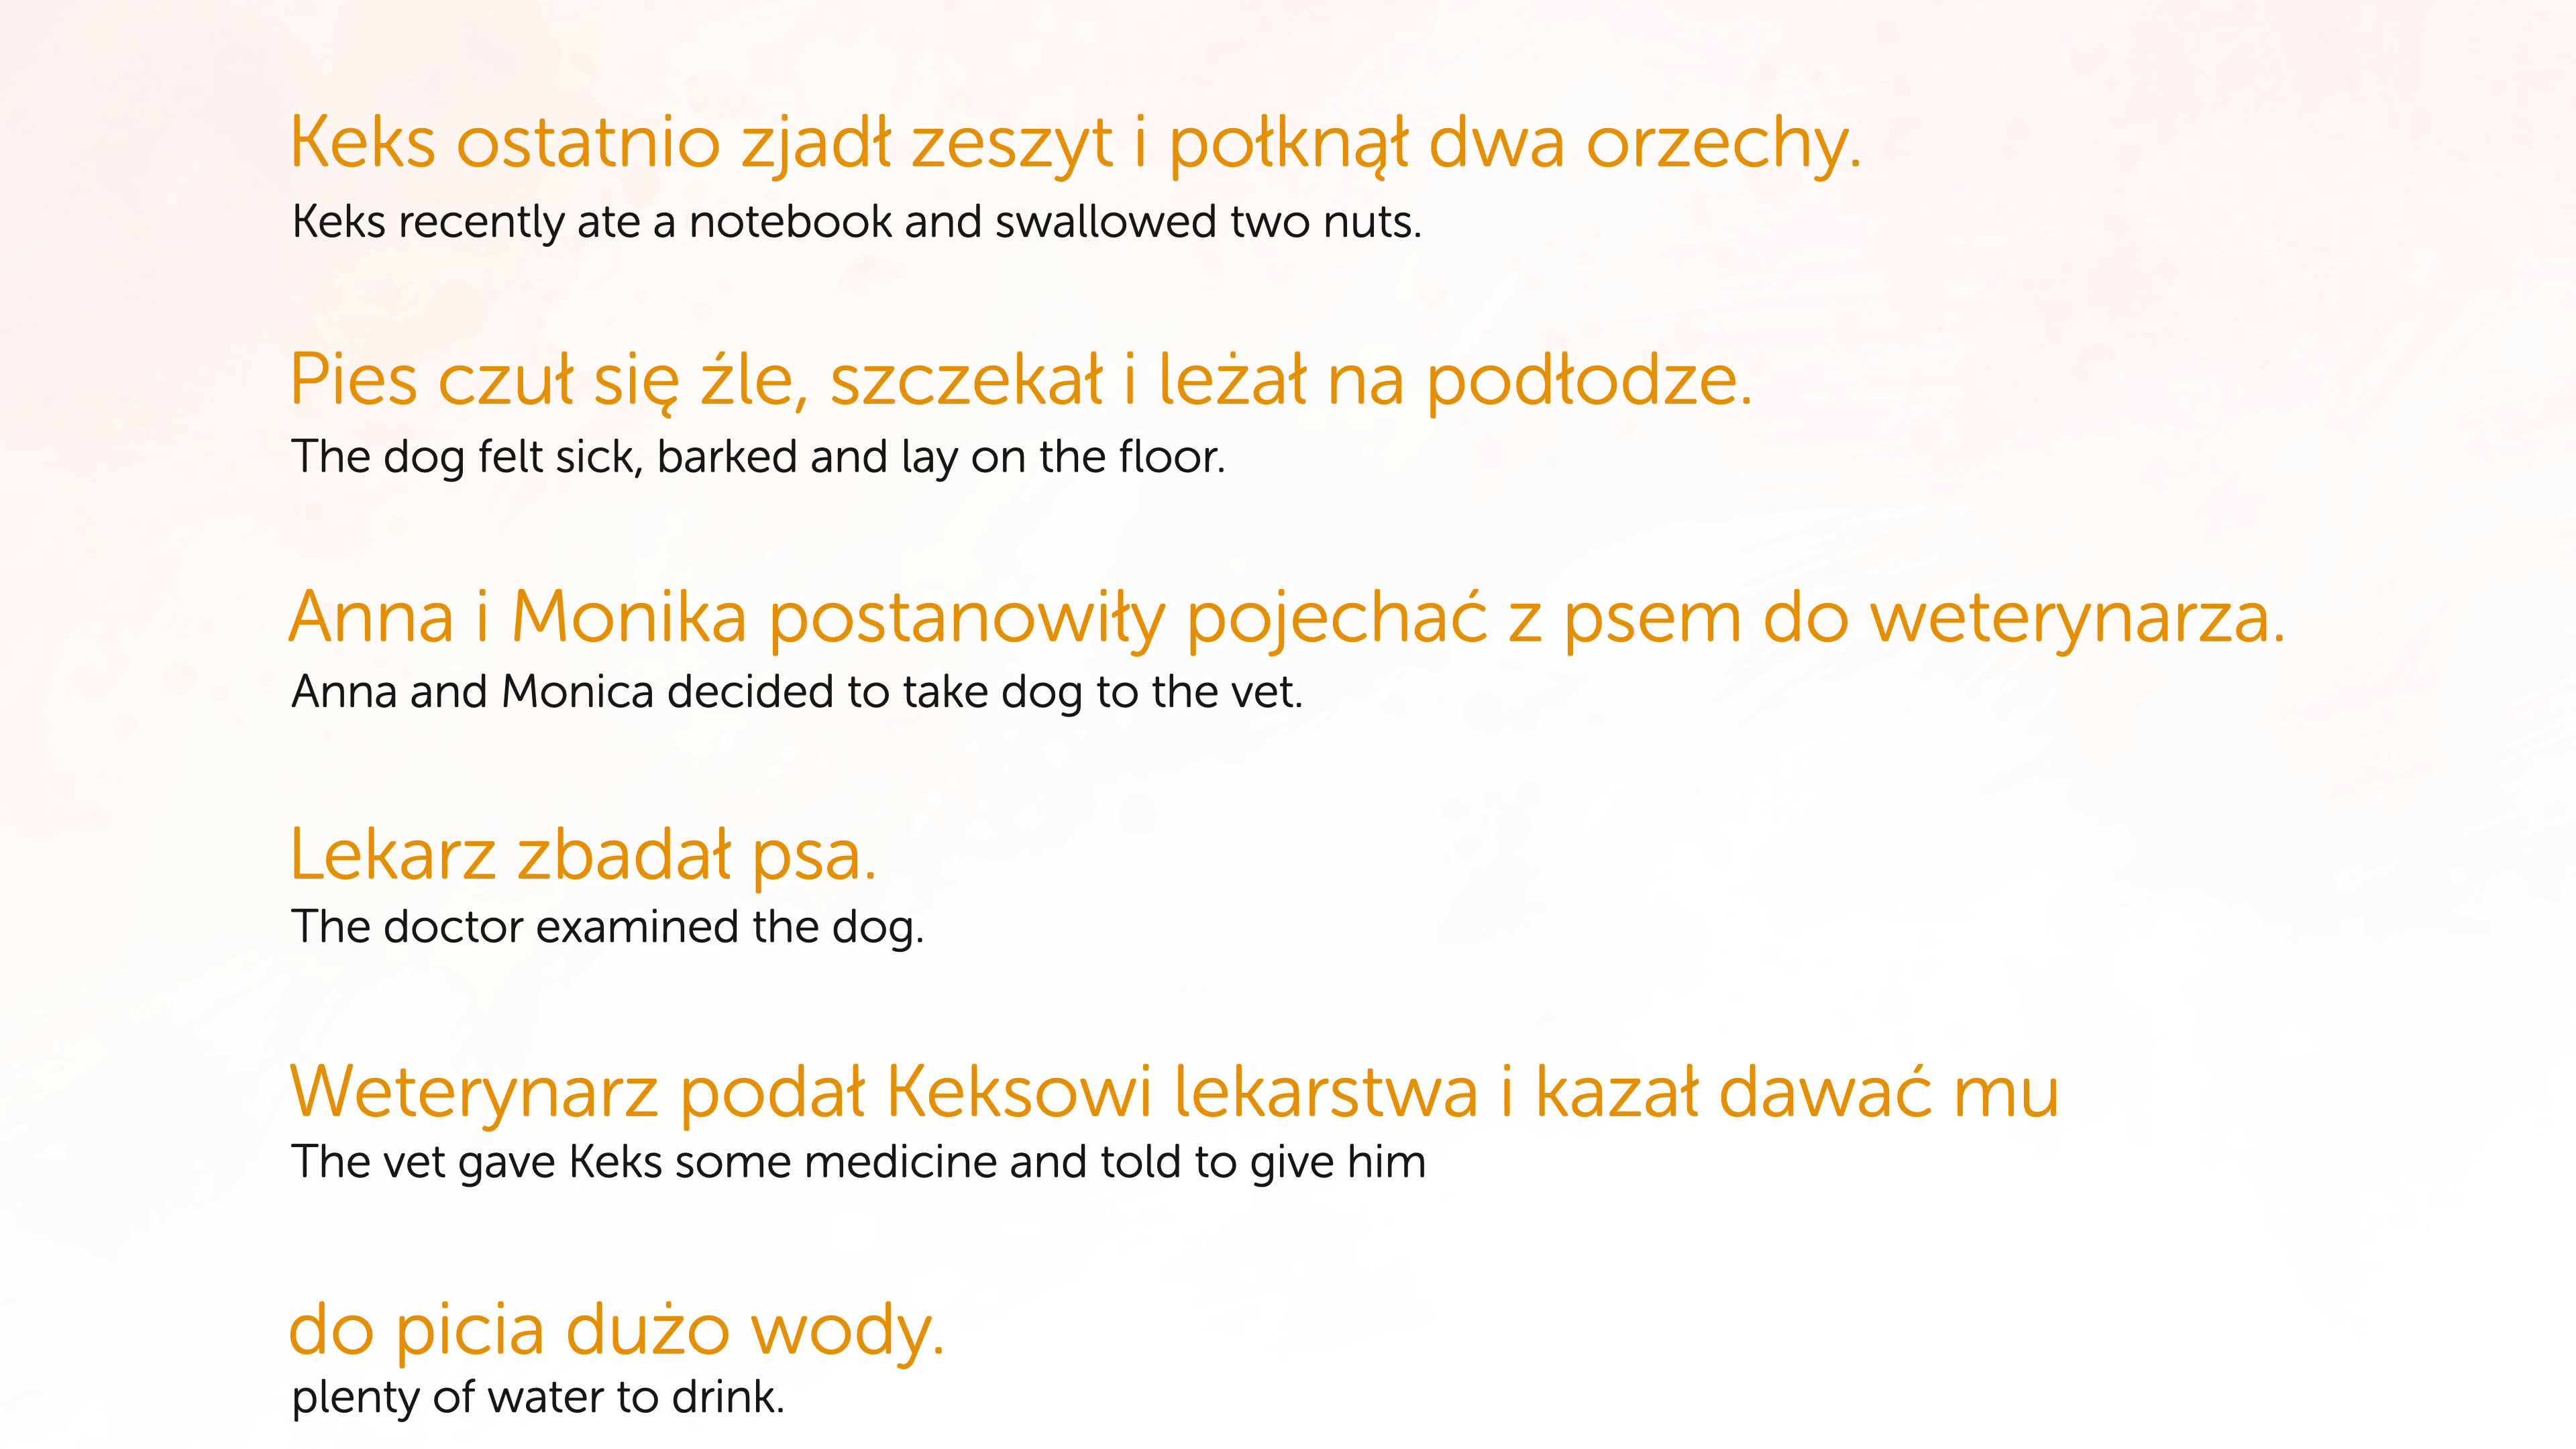 Keks ostatnio zjadł zeszyt i połknął dwa orzechy.
Keks recently ate a notebook and swallowed two nuts.
Pies czuł się źle, szczekał i leżał na podłodze.
The dog felt sick, barked and lay on the floor.
Anna i Monika postanowiły pojechać z psem do weterynarza.
Anna and Monica decided to take dog to the vet.
Lekarz zbadał psa.
The doctor examined the dog.
Weterynarz podał Keksowi lekarstwa i kazał dawać mu
The vet gave Keks some medicine and told to give him
do picia dużo wody.
plenty of water to drink.